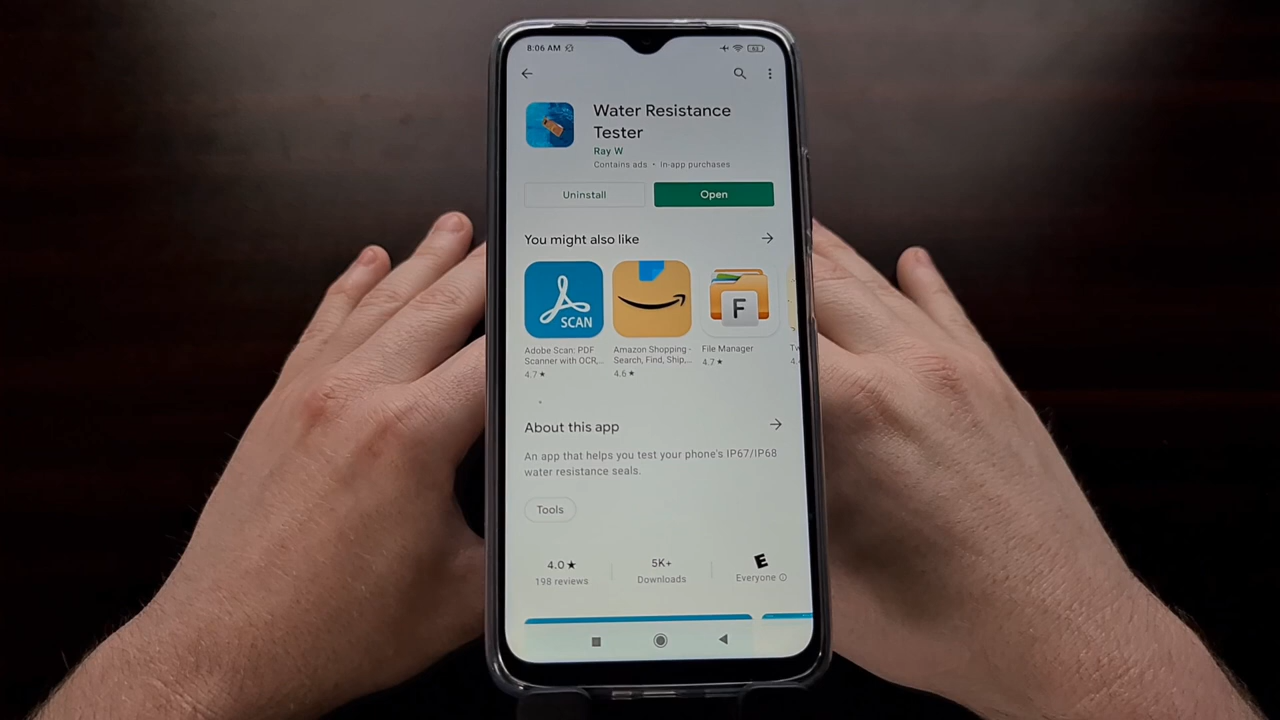 8:06 AM
63
Water Resistance
Tester
Ray W
Contains ads • In-app purchases
Uninstall
Open
You might also like
SCAN
F
Adobe Scan: PDF
Scanner with OCR,...
4.7★
Amazon Shopping -
Search, Find, Ship,...
4.6★
File Manager
4.7★
Tw
4.
About this app
An app that helps you test your phone's IP67/IP68
water resistance seals.
Tools
4.0★
198 reviews
5K+
Downloads
E
Everyone